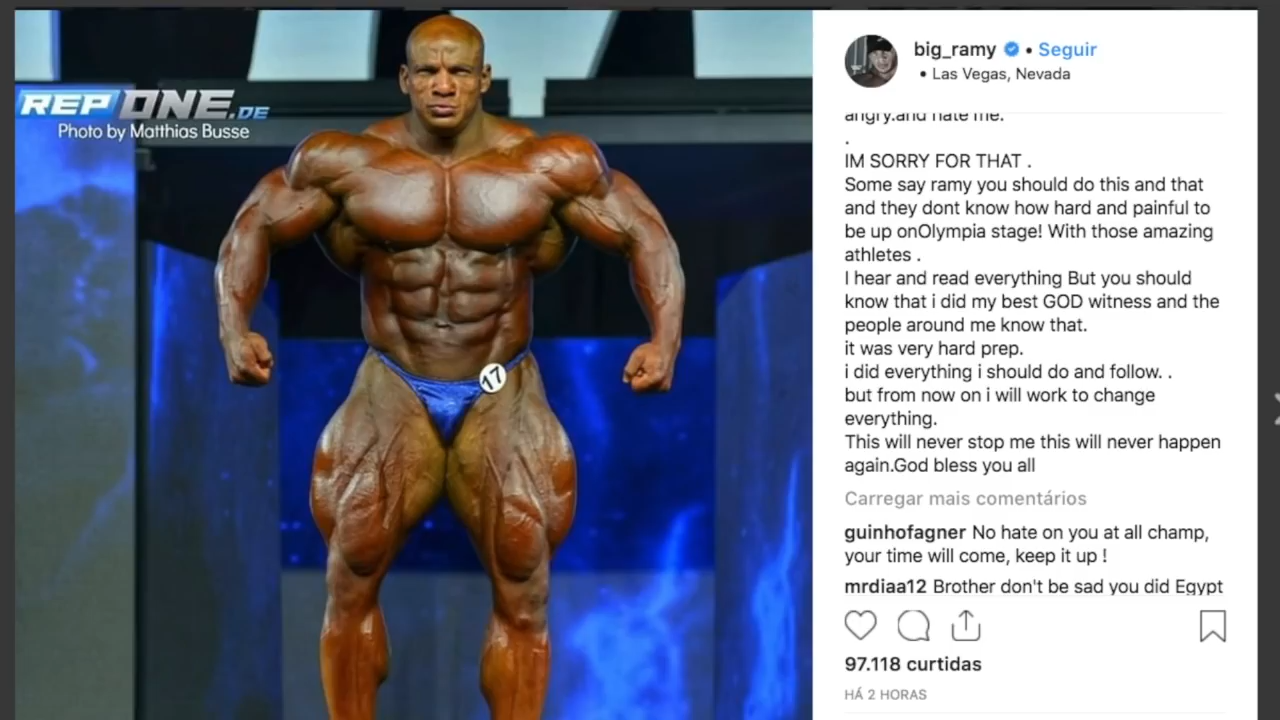 REP ONE.DE
Photo by Matthias Busse
17
big_ramy • Seguir
• Las Vegas, Nevada
angry.and hate me.
.
IM SORRY FOR THAT .
Some say ramy you should do this and that
and they dont know how hard and painful to
be up onOlympia stage! With those amazing
athletes .
I hear and read everything But you should
know that i did my best GOD witness and the
people around me know that.
it was very hard prep.
i did everything i should do and follow. .
but from now on i will work to change
everything.
This will never stop me this will never happen
again.God bless you all
Carregar mais comentários
guinhofagner No hate on you at all champ,
your time will come, keep it up !
mrdiaa12 Brother don't be sad you did Egypt
97.118 curtidas
HÁ 2 HORAS